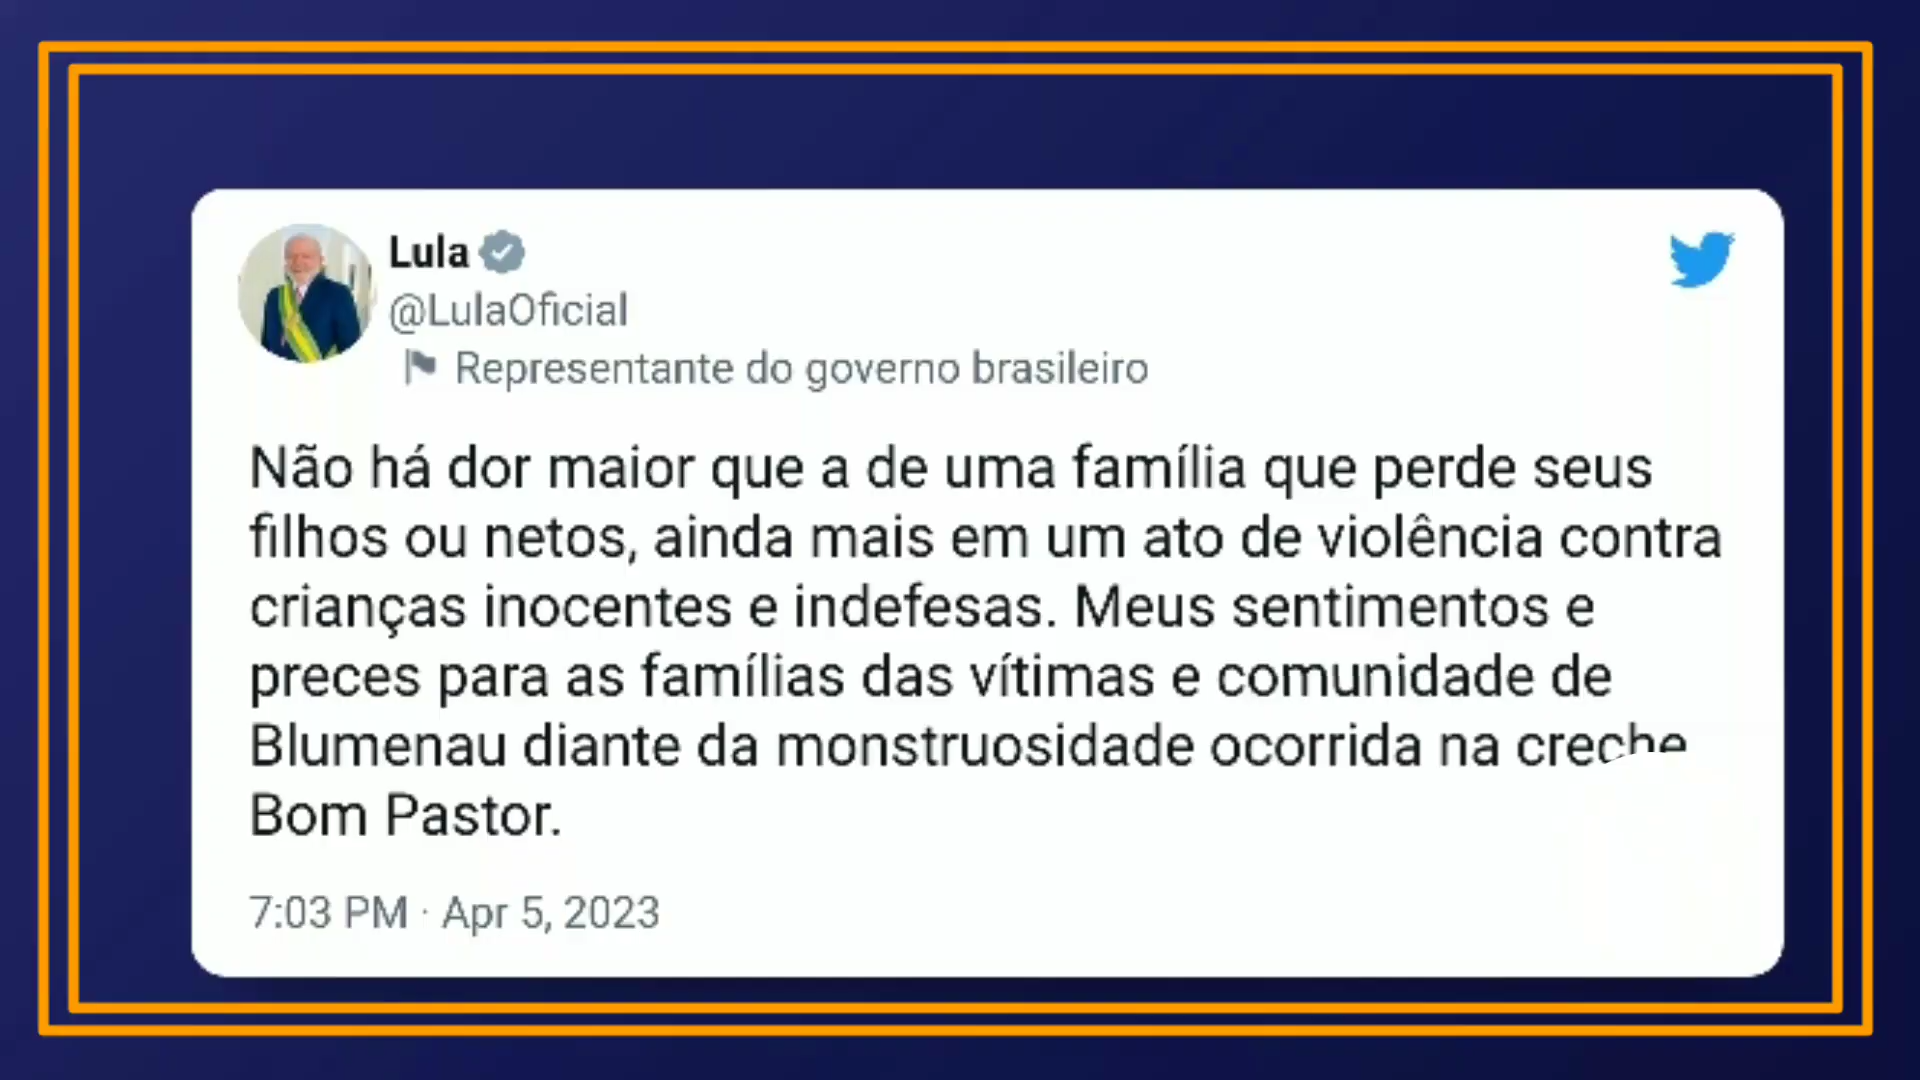 Lula
@LulaOficial
Representante do governo brasileiro
Não há dor maior que a de uma família que perde seus
filhos ou netos, ainda mais em um ato de violência contra
crianças inocentes e indefesas. Meus sentimentos e
preces para as famílias das vítimas e comunidade de
Blumenau diante da monstruosidade ocorrida na creche
Bom Pastor.
7:03 PM · Apr 5, 2023